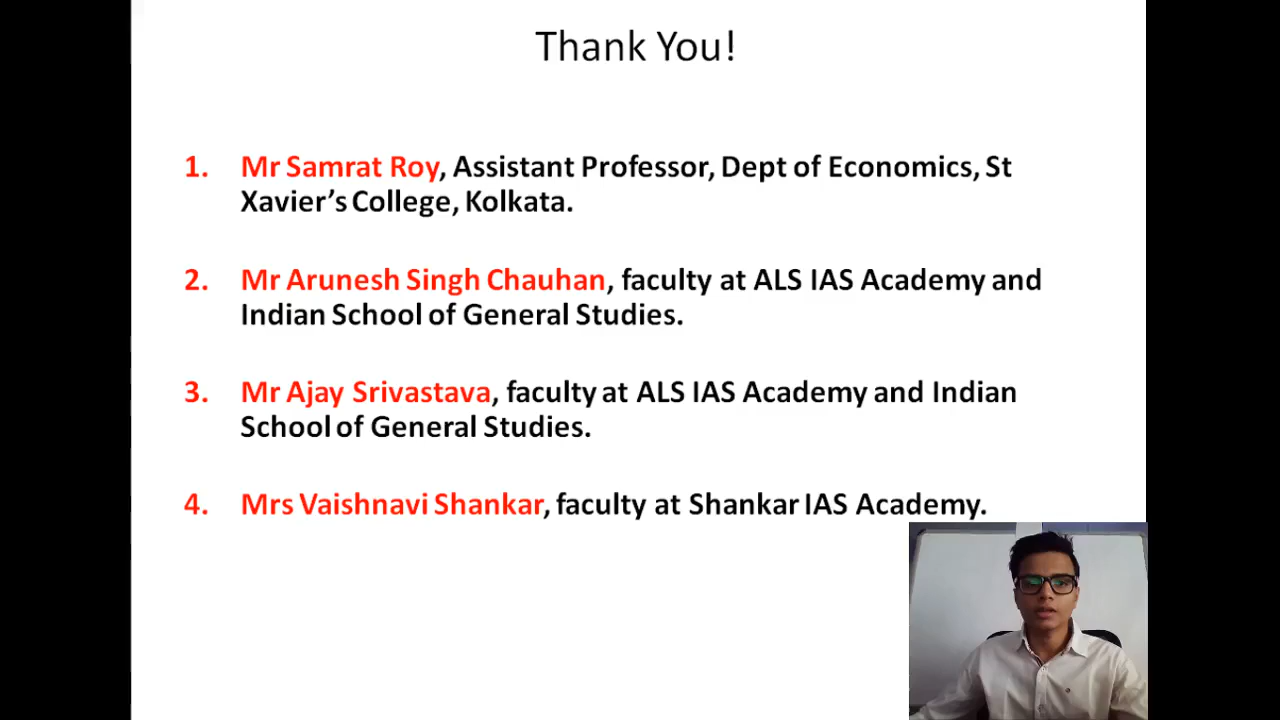 Thank You!
1. Mr Samrat Roy, Assistant Professor, Dept of Economics, St
Xavier’s College, Kolkata.
2. Mr Arunesh Singh Chauhan, faculty at ALS IAS Academy and
Indian School of General Studies.
3. Mr Ajay Srivastava, faculty at ALS IAS Academy and Indian
School of General Studies.
4. Mrs Vaishnavi Shankar, faculty at Shankar IAS Academy.